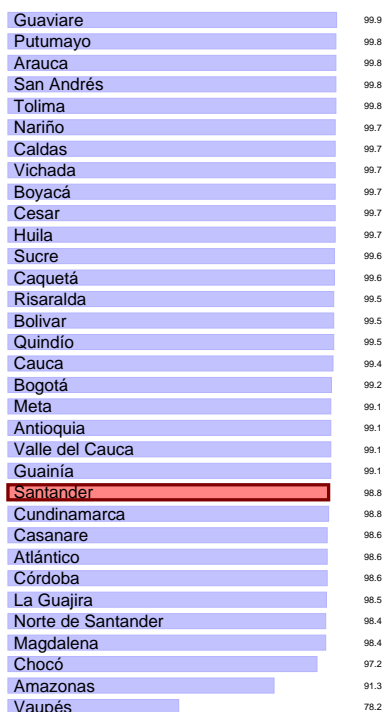 Guaviare 99.9
Putumayo 99.8
Arauca 99.8
San Andrés 99.8
Tolima 99.8
Nariño 99.7
Caldas 99.7
Vichada 99.7
Boyacá 99.7
Cesar 99.7
Huila 99.7
Sucre 99.6
Caquetá 99.6
Risaralda 99.5
Bolivar 99.5
Quindío 99.5
Cauca 99.4
Bogotá 99.2
Meta 99.1
Antioquia 99.1
Valle del Cauca 99.1
Guainía 99.1
Santander 98.8
Cundinamarca 98.8
Casanare 98.6
Atlántico 98.6
Córdoba 98.6
La Guajira 98.5
Norte de Santander 98.4
Magdalena 98.4
Chocó 97.2
Amazonas 91.3
Vaupés 78.2